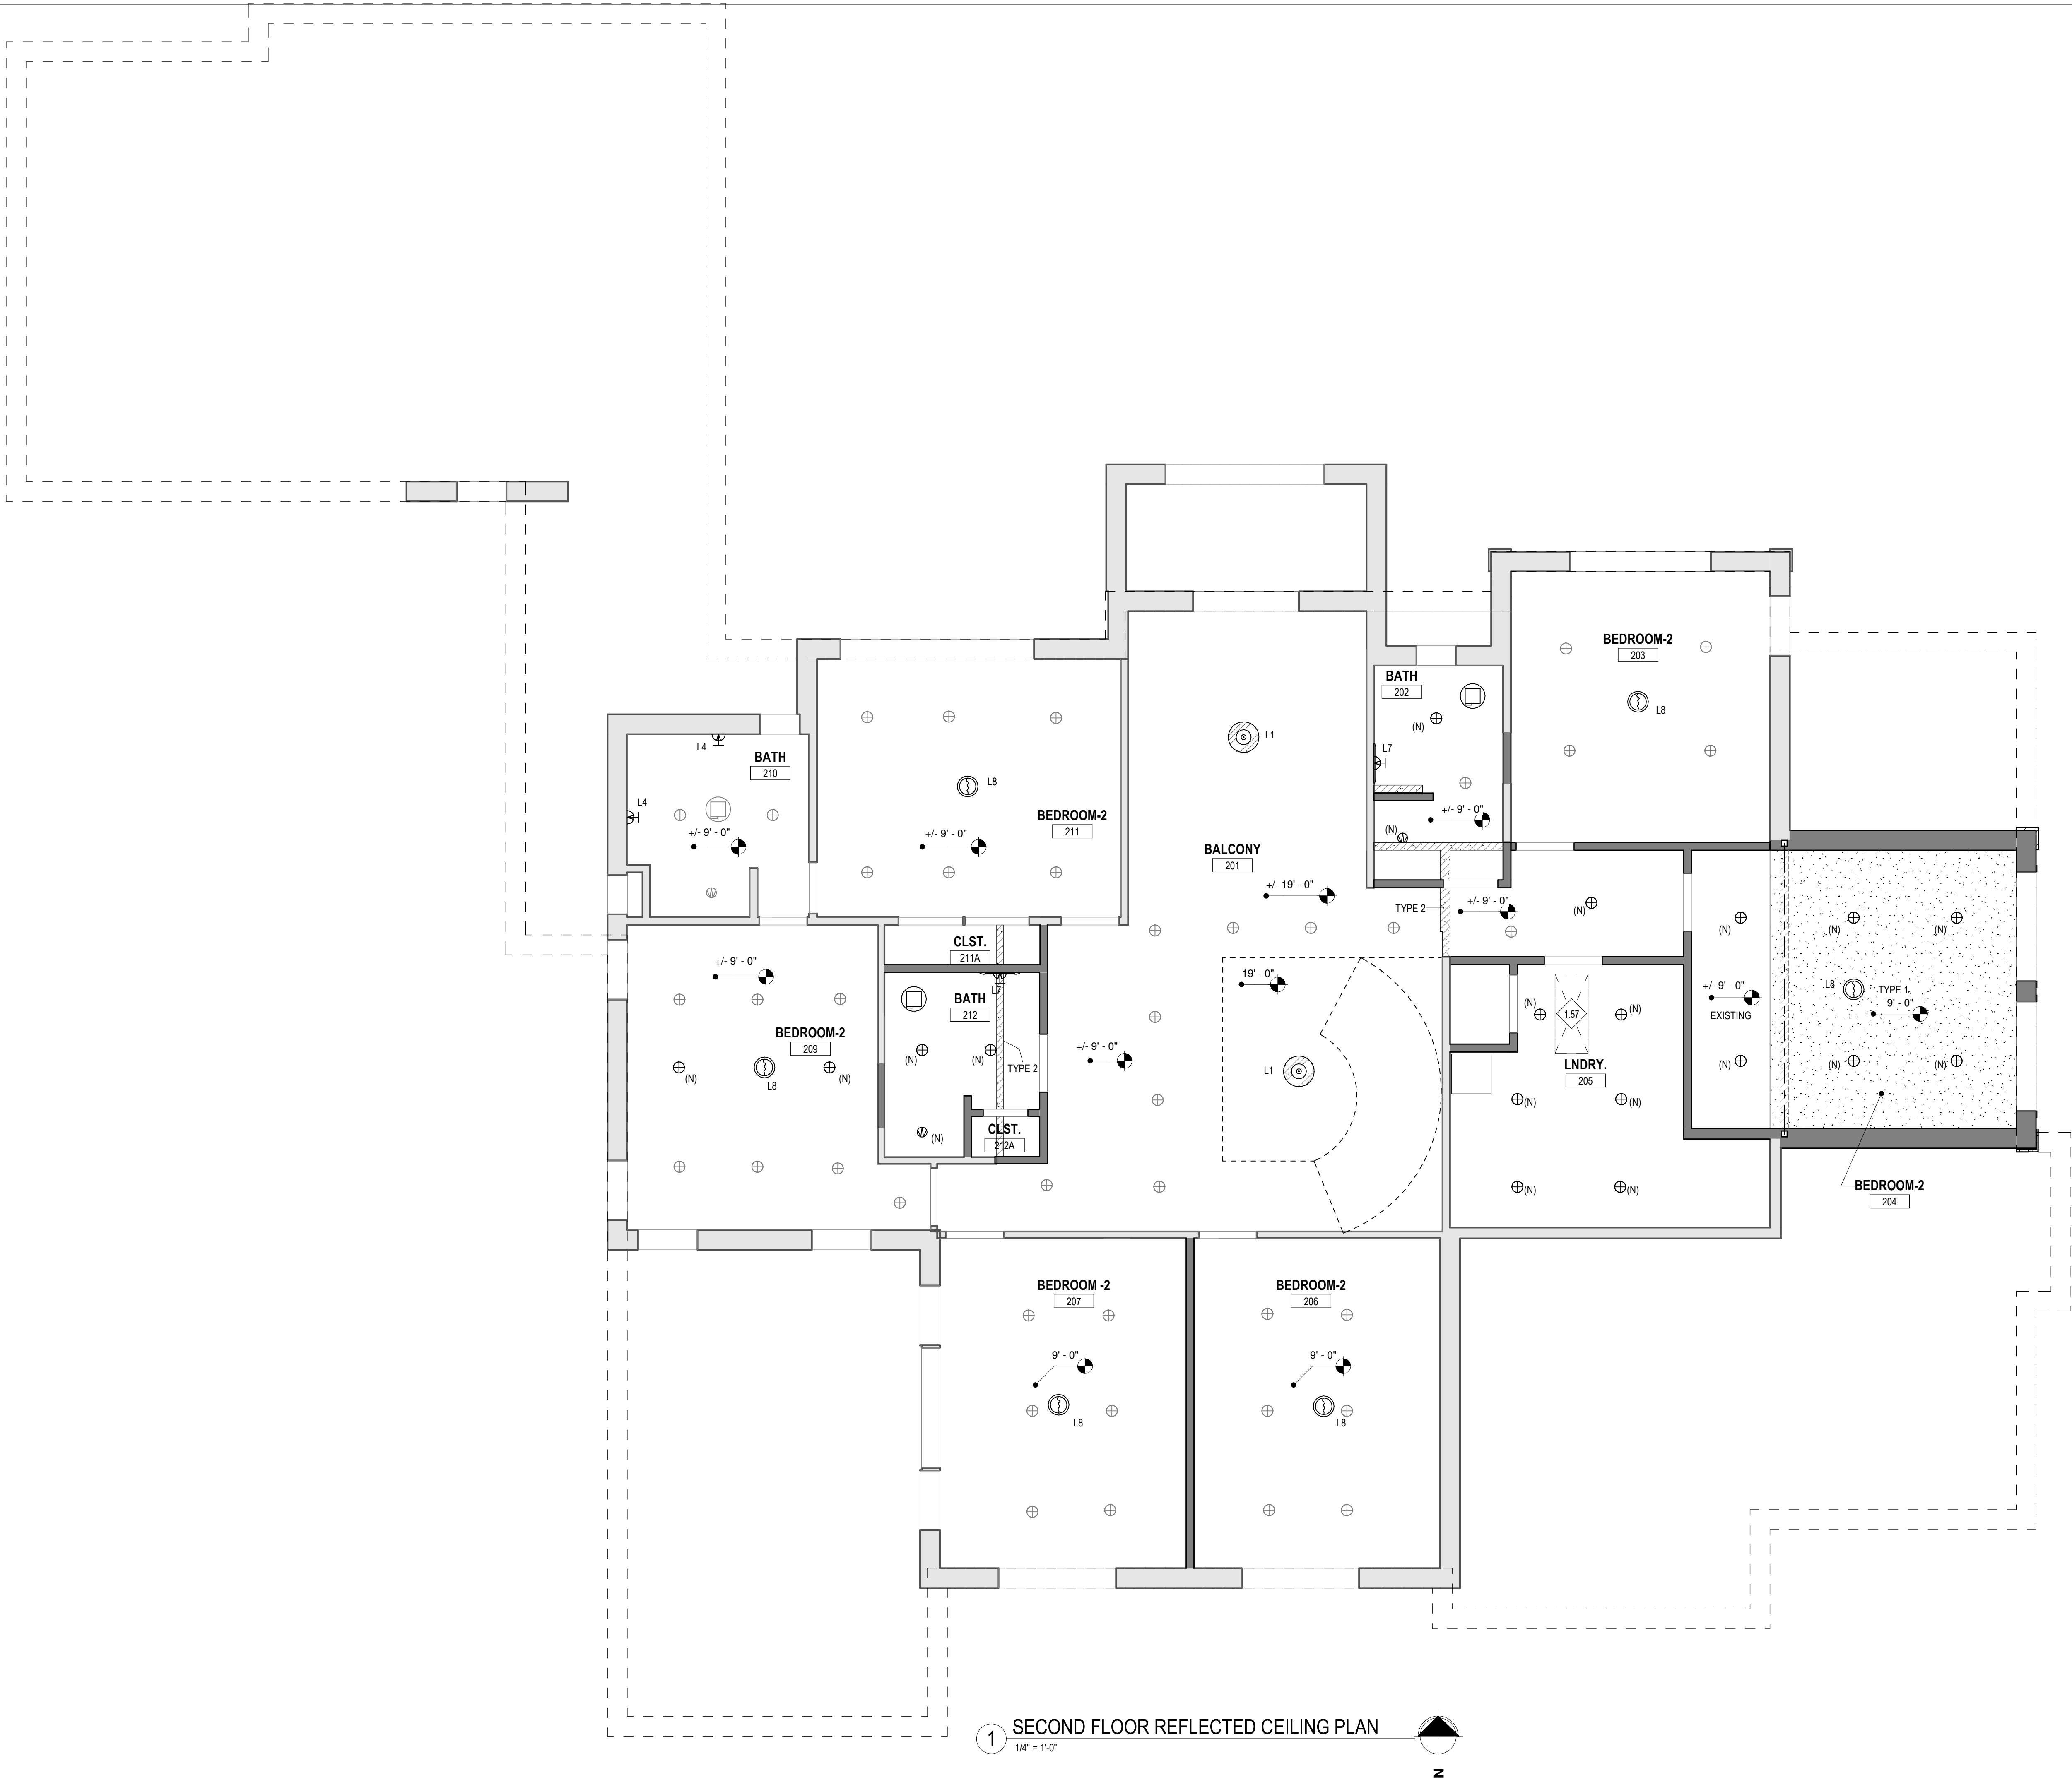 BEDROOM-2
203
L8
BATH
202
(N)
L7
+/- 9' - 0"
(N)
L1
L4
BATH
210
L4
+/- 9' - 0"
L8
BEDROOM-2
211
+/- 9' - 0"
BALCONY
201
+/- 19' - 0"
TYPE 2
+/- 9' - 0"
(N)
(N)
(N)
(N)
CLST.
211A
+/- 9' - 0"
19' - 0"
L7
BATH
212
BEDROOM-2
209
(N)
(N)
TYPE 2
+/- 9' - 0"
L1
(N)
L8
(N)
(N)
CLST.
212A
(N)
1.57
(N)
LNDRY.
205
(N)
(N)
(N)
(N)
+/- 9' - 0"
EXISTING
(N)
L8
TYPE 1
9' - 0"
(N)
(N)
BEDROOM-2
204
BEDROOM -2
207
9' - 0"
L8
BEDROOM-2
206
9' - 0"
L8
1
SECOND FLOOR REFLECTED CEILING PLAN
1/4" = 1'-0"
N